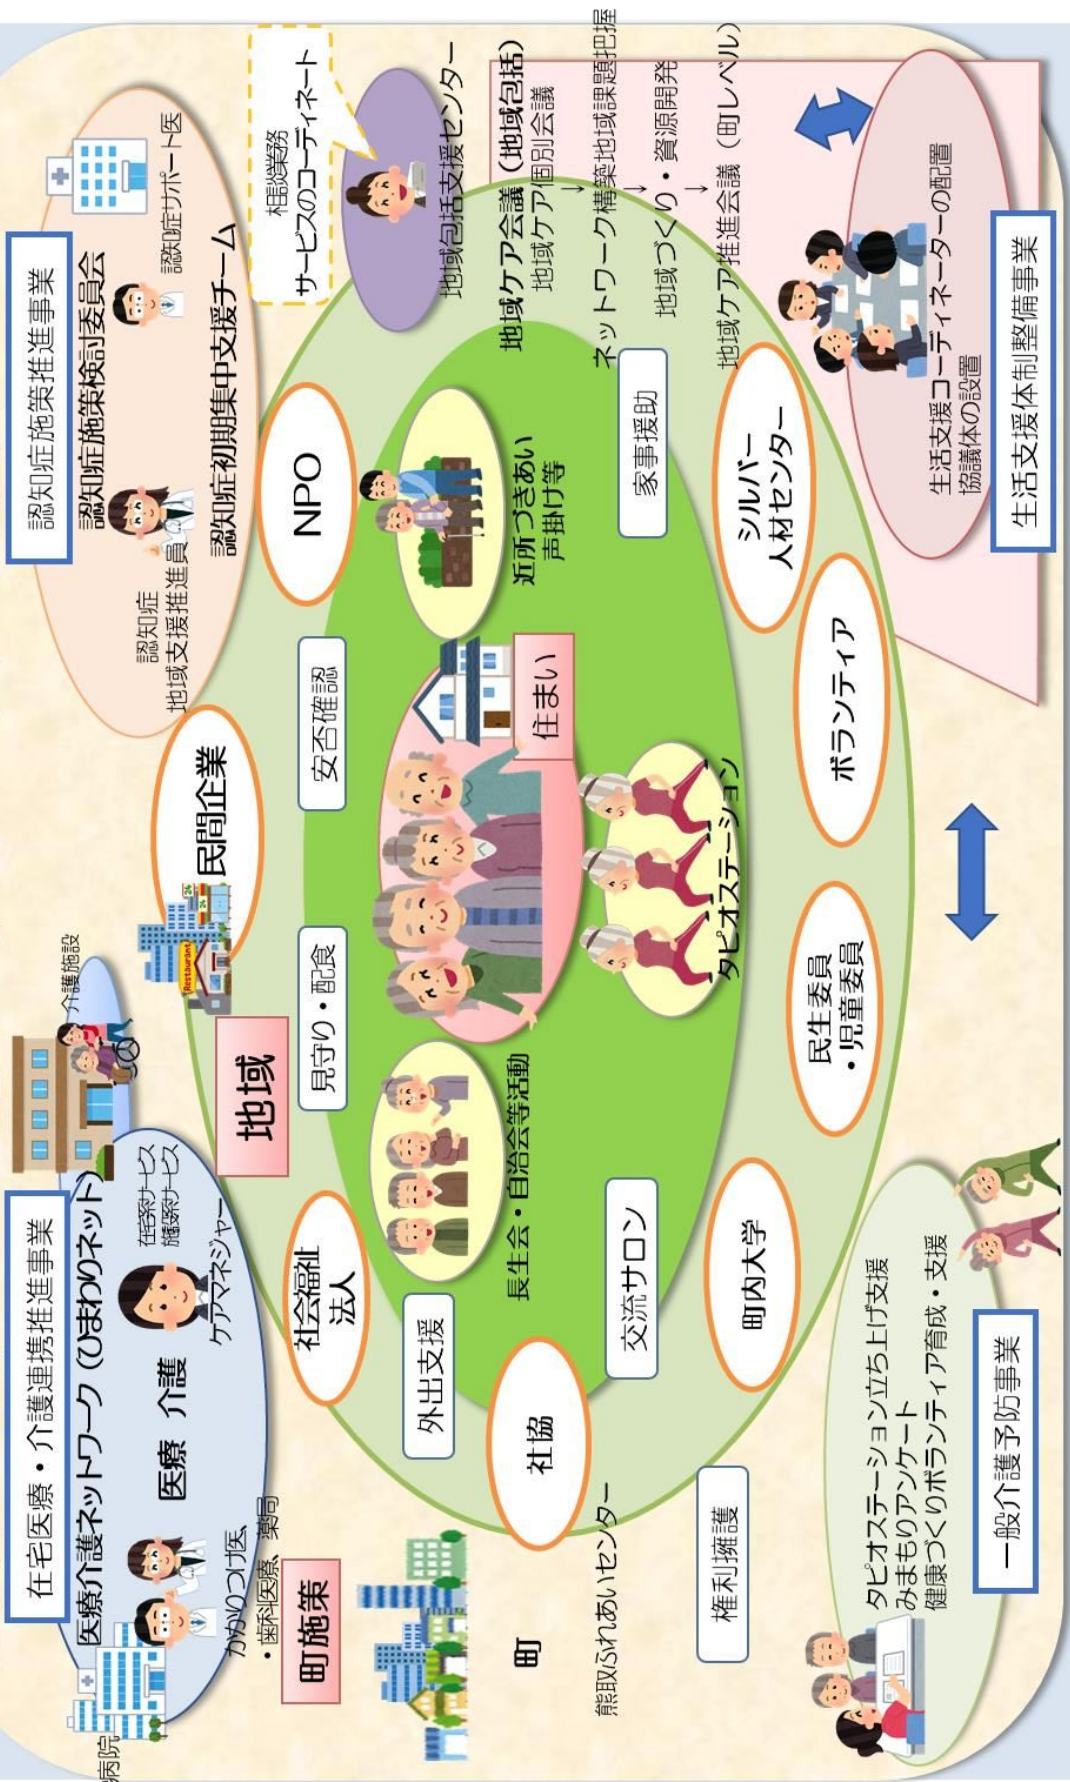 在宅医療・介護連携推進事業
医療介護ネットワーク（ひまわりネット）
病院
医療　介護
かかりつけ医、
・歯科医療、薬局
ケアマネジャー
在宅系サービス
施設系サービス
介護施設
認知症施策推進事業
認知症施策検討委員会
認知症
地域支援推進員
認知症サポート医
認知症初期集中支援チーム
相談業務
サービスのコーディネート
地域包括支援センター
地域ケア会議（地域包括）
地域ケア個別会議
↓
ネットワーク構築地域課題把握
↓
地域づくり・資源開発
↓
地域ケア推進会議（町レベル）
町施策
町
熊取ふれあいセンター
権利擁護
地域
民間企業
Restaurant
24
24
NPO
社会福祉
法人
社協
町内大学
民生委員
・児童委員
ボランティア
シルバー
人材センター
見守り・配食
安否確認
外出支援
交流サロン
家事援助
長生会・自治会等活動
住まい
近所づきあい
声掛け等
タピオステーション
タピオステーション立ち上げ支援
みまもりアンケート
健康づくりボランティア育成・支援
一般介護予防事業
生活支援コーディネーターの配置
協議体の設置
生活支援体制整備事業